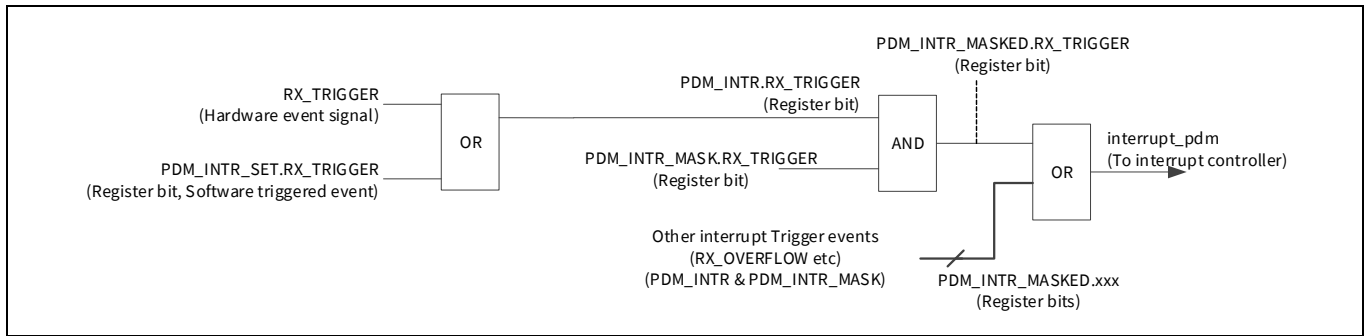 PDM_INTR_MASKED.RX_TRIGGER
(Register bit)
RX_TRIGGER
(Hardware event signal)
PDM_INTR.RX_TRIGGER
(Register bit)
OR
AND
PDM_INTR_SET.RX_TRIGGER
(Register bit, Software triggered event)
PDM_INTR_MASK.RX_TRIGGER
(Register bit)
OR
interrupt_pdm
(To interrupt controller)
Other interrupt Trigger events
(RX_OVERFLOW etc)
(PDM_INTR & PDM_INTR_MASK)
PDM_INTR_MASKED.xxx
(Register bits)